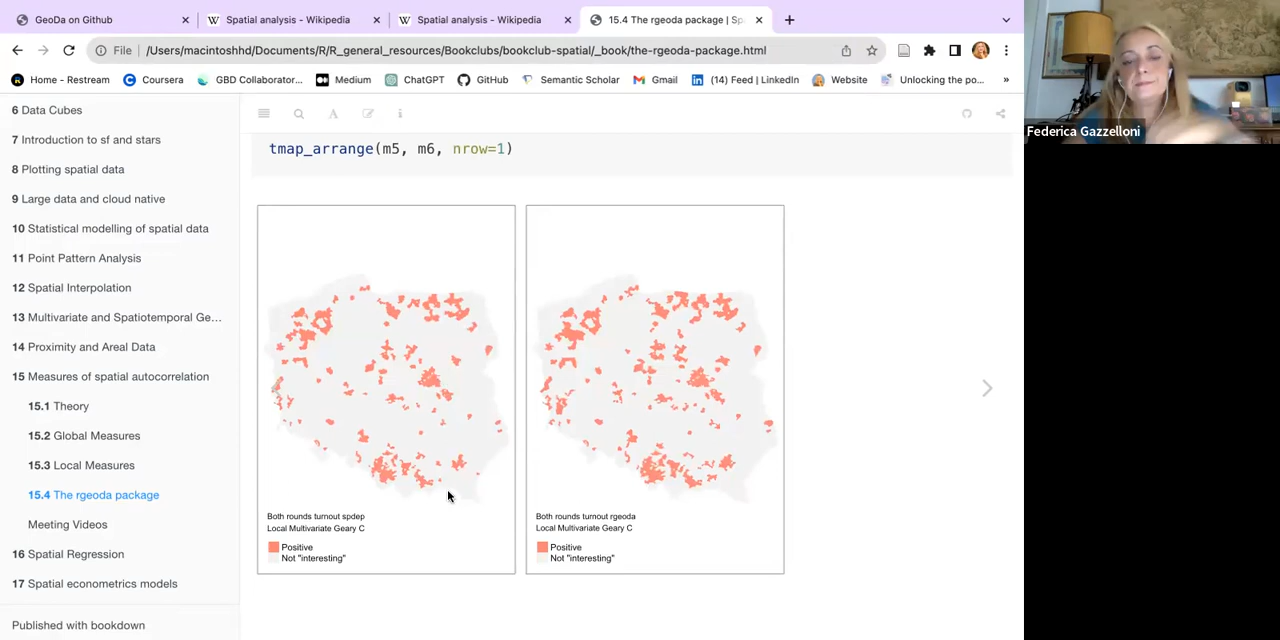 GeoDa on Github
Spatial analysis - Wikipedia
Spatial analysis - Wikipedia
15.4 The rgeoda package | Sp
File
/Users/macintoshhd/Documents/R/R_general_resources/Bookclubs/bookclub-spatial/_book/the-rgeoda-package.html
Home - Restream
Coursera
GBD Collaborator...
Medium
ChatGPT
GitHub
Semantic Scholar
Gmail
(14) Feed | LinkedIn
Website
Unlocking the po...
»
6 Data Cubes
7 Introduction to sf and stars
8 Plotting spatial data
9 Large data and cloud native
10 Statistical modelling of spatial data
11 Point Pattern Analysis
12 Spatial Interpolation
13 Multivariate and Spatiotemporal Ge...
14 Proximity and Areal Data
15 Measures of spatial autocorrelation
15.1 Theory
15.2 Global Measures
15.3 Local Measures
15.4 The rgeoda package
Meeting Videos
16 Spatial Regression
17 Spatial econometrics models
Published with bookdown
tmap_arrange(m5, m6, nrow=1)
Both rounds turnout spdep
Local Multivariate Geary C
Positive
Not "interesting"
Both rounds turnout rgeoda
Local Multivariate Geary C
Positive
Not "interesting"
Federica Gazzelloni